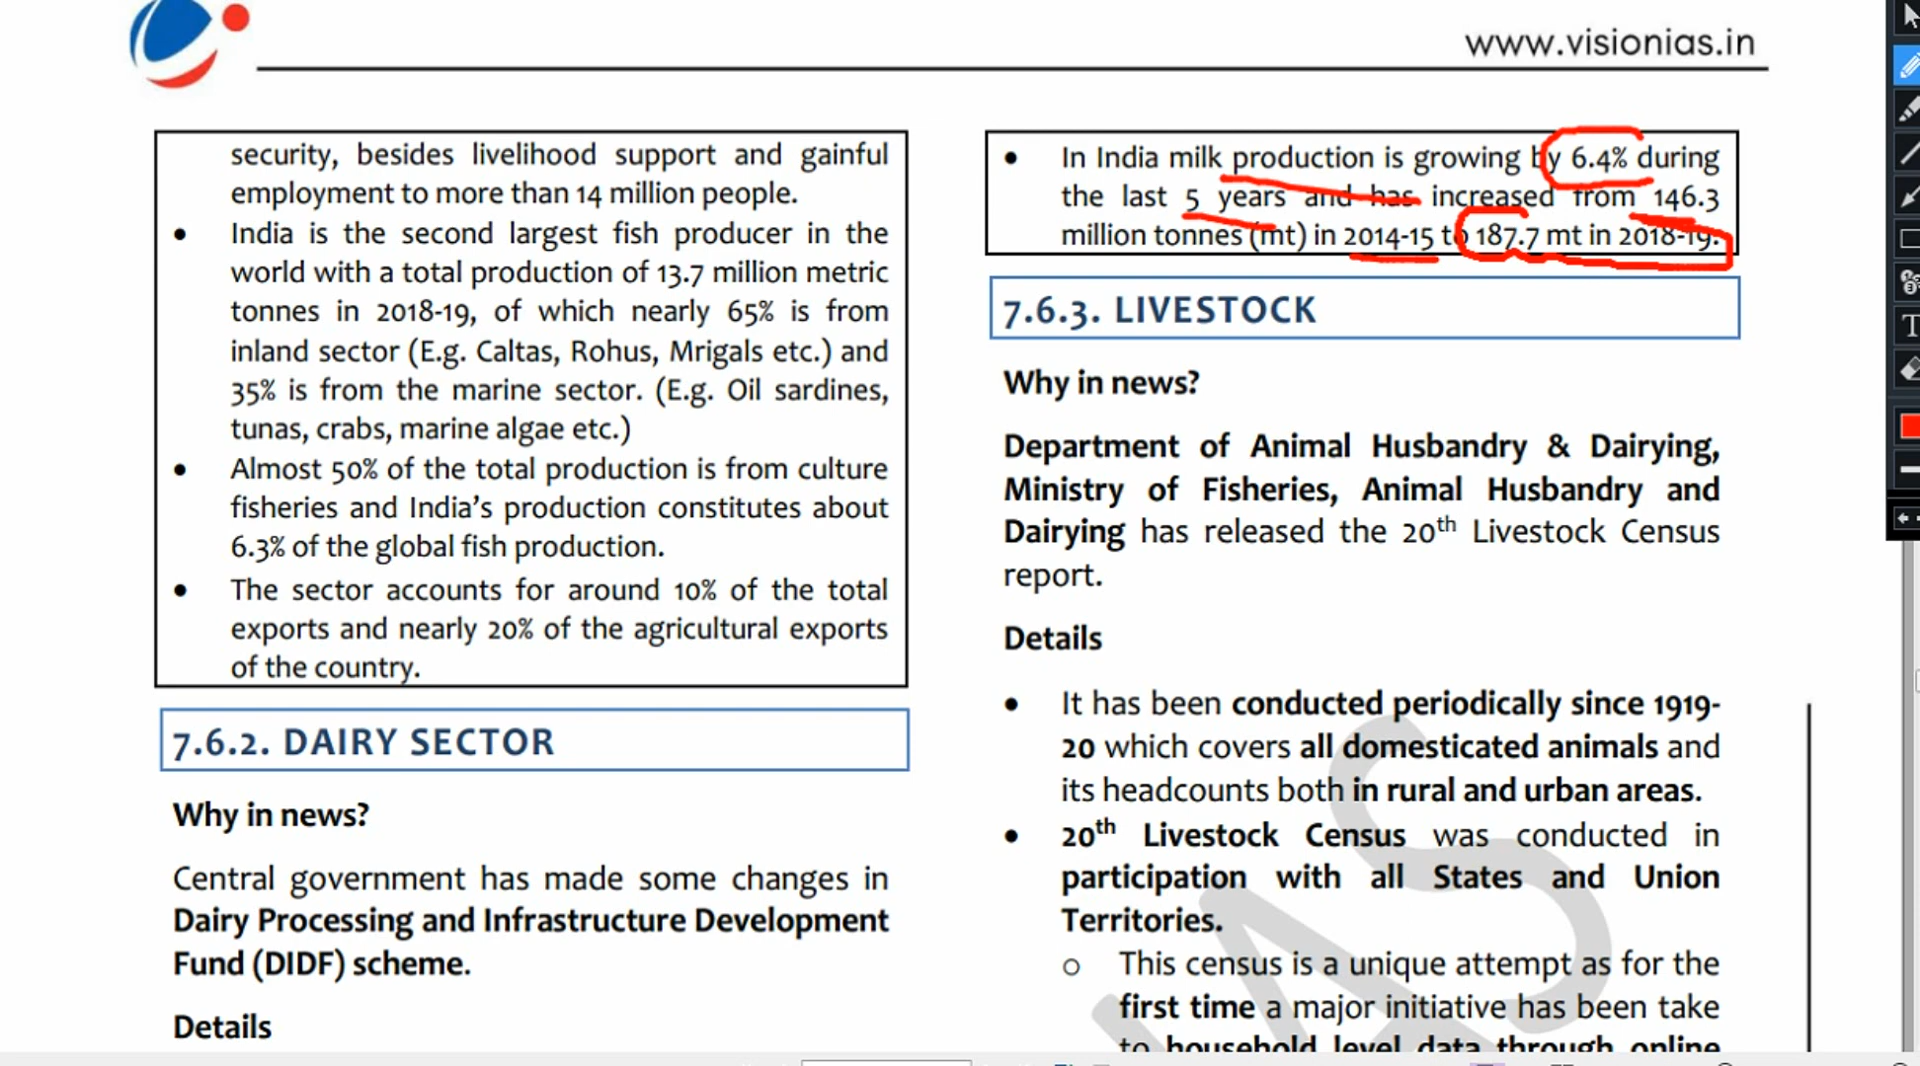 www.visionias.in
security, besides livelihood support and gainful
employment to more than 14 million people.
• India is the second largest fish producer in the
world with a total production of 13.7 million metric
tonnes in 2018-19, of which nearly 65% is from
inland sector (E.g. Caltas, Rohus, Mrigals etc.) and
35% is from the marine sector. (E.g. Oil sardines,
tunas, crabs, marine algae etc.)
• Almost 50% of the total production is from culture
fisheries and India’s production constitutes about
6.3% of the global fish production.
• The sector accounts for around 10% of the total
exports and nearly 20% of the agricultural exports
of the country.
7.6.2. DAIRY SECTOR
Why in news?
Central government has made some changes in
Dairy Processing and Infrastructure Development
Fund (DIDF) scheme.
Details
• In India milk production is growing by 6.4% during
the last 5 years and has increased from 146.3
million tonnes (mt) in 2014-15 to 187.7 mt in 2018-19.
7.6.3. LIVESTOCK
Why in news?
Department of Animal Husbandry & Dairying,
Ministry of Fisheries, Animal Husbandry and
Dairying has released the 20th Livestock Census
report.
Details
• It has been conducted periodically since 1919-
20 which covers all domesticated animals and
its headcounts both in rural and urban areas.
• 20th Livestock Census was conducted in
participation with all States and Union
Territories.
o This census is a unique attempt as for the
first time a major initiative has been take
to household level data through online